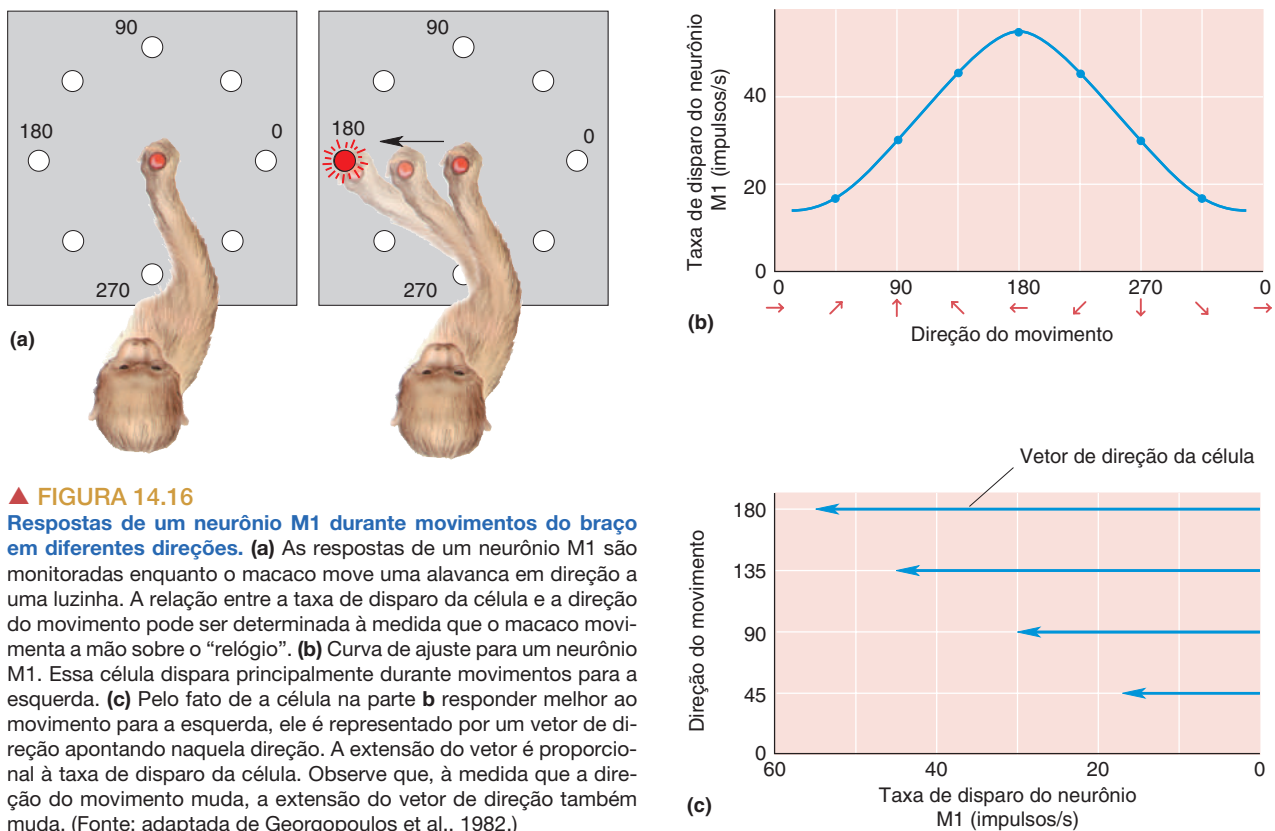 90
180
0
270
(a)
90
180
0
270
Taxa de disparo do neurônio
M1 (impulsos/s)
40
20
0
0 90 180 270 0
→ ↗ ↑ ↖ ← ↙ ↓ ↘ →
(b)
Direção do movimento
▲ FIGURA 14.16
Respostas de um neurônio M1 durante movimentos do braço
em diferentes direções. (a) As respostas de um neurônio M1 são
monitoradas enquanto o macaco move uma alavanca em direção a
uma luzinha. A relação entre a taxa de disparo da célula e a direção
do movimento pode ser determinada à medida que o macaco movi-
menta a mão sobre o “relógio”. (b) Curva de ajuste para um neurônio
M1. Essa célula dispara principalmente durante movimentos para a
esquerda. (c) Pelo fato de a célula na parte b responder melhor ao
movimento para a esquerda, ele é representado por um vetor de di-
reção apontando naquela direção. A extensão do vetor é proporcio-
nal à taxa de disparo da célula. Observe que, à medida que a dire-
ção do movimento muda, a extensão do vetor de direção também
muda. (Fonte: adaptada de Georgopoulos et al., 1982.)
Vetor de direção da célula
Direção do movimento
180
135
90
45
0
60 40 20 0
(c)
Taxa de disparo do neurônio
M1 (impulsos/s)